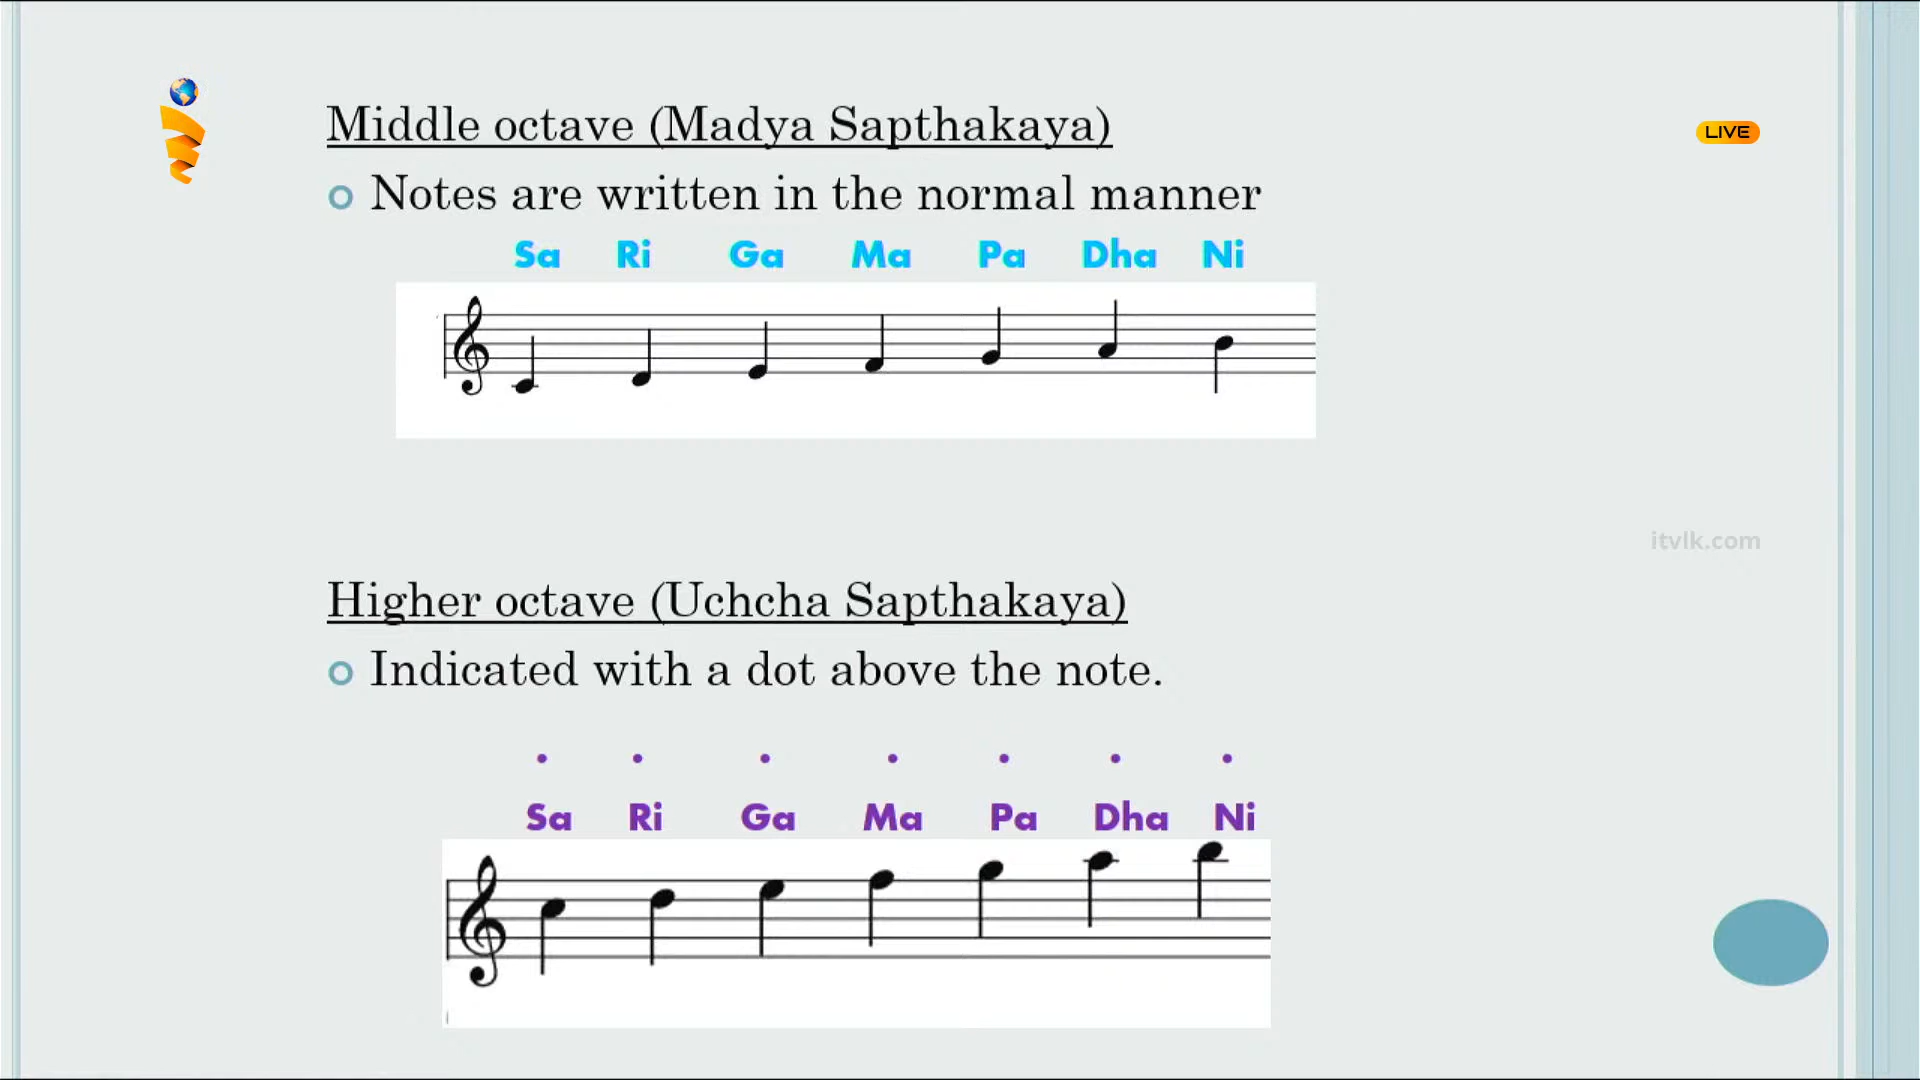 Middle octave (Madya Sapthakaya)
LIVE
Notes are written in the normal manner
Sa Ri Ga Ma Pa Dha Ni
itvlk.com
Higher octave (Uchcha Sapthakaya)
Indicated with a dot above the note.
Sa Ri Ga Ma Pa Dha Ni